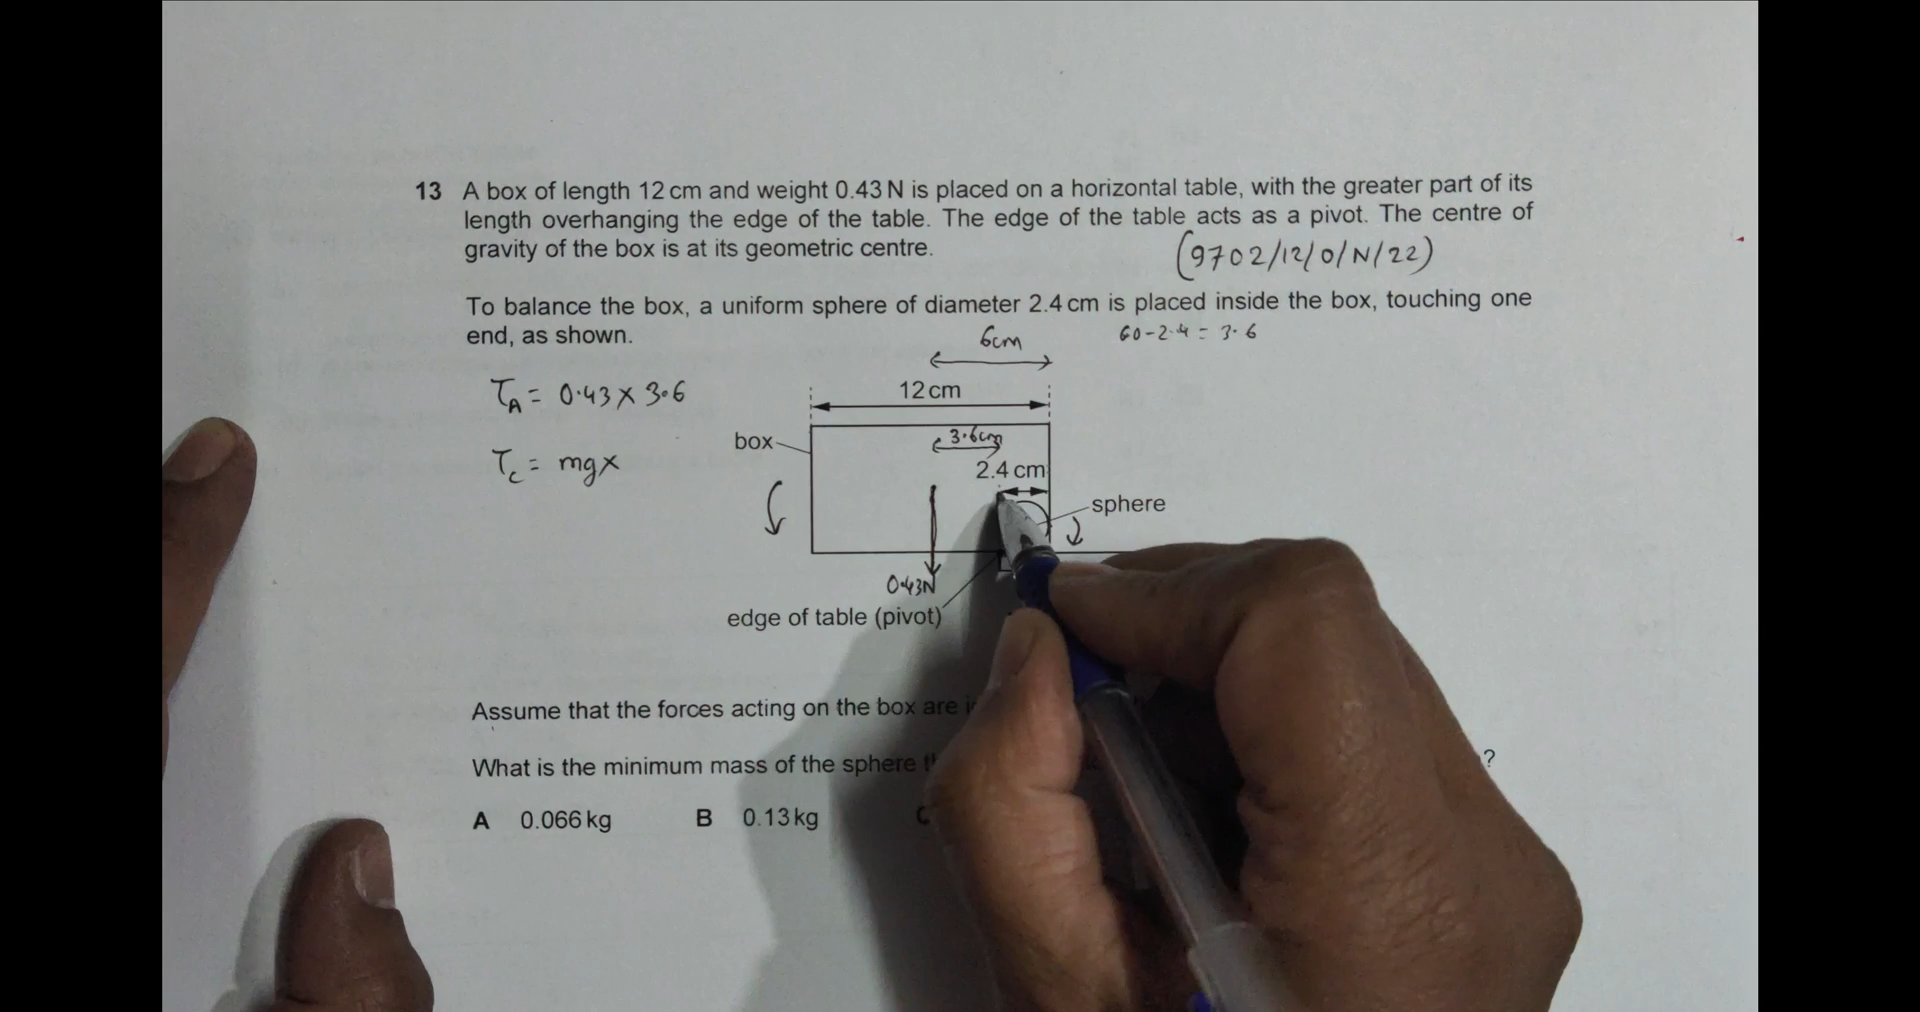 13 A box of length 12 cm and weight 0.43 N is placed on a horizontal table, with the greater part of its
length overhanging the edge of the table. The edge of the table acts as a pivot. The centre of
gravity of the box is at its geometric centre.
(9702/12/O/N/22)
To balance the box, a uniform sphere of diameter 2.4 cm is placed inside the box, touching one
end, as shown.
6cm
60-2.4 = 3.6
τA = 0.43 × 3.6
12 cm
box
3.6cm
τc = mgx
2.4 cm
sphere
0.43N
edge of table (pivot)
Assume that the forces acting on the box are
What is the minimum mass of the sphere
?
A 0.066 kg B 0.13 kg C